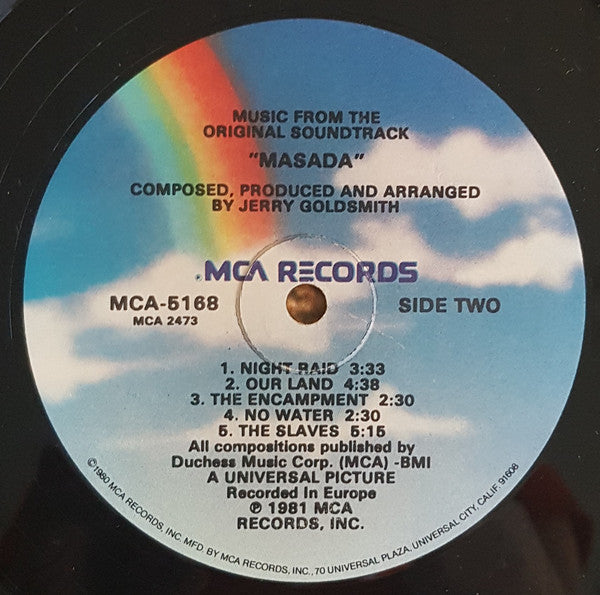 MUSIC FROM THE
ORIGINAL SOUNDTRACK
"MASADA"
COMPOSED, PRODUCED AND ARRANGED
BY JERRY GOLDSMITH
MCA RECORDS
MCA-5168
MCA 2473
SIDE TWO
1. NIGHT RAID 3:33
2. OUR LAND 4:38
3. THE ENCAMPMENT 2:30
4. NO WATER 2:30
5. THE SLAVES 5:15
All compositions published by
Duchess Music Corp. (MCA) -BMI
A UNIVERSAL PICTURE
Recorded In Europe
℗ 1981 MCA
RECORDS, INC.
©1980 MCA RECORDS, INC. MFD. BY MCA RECORDS, INC., 70 UNIVERSAL PLAZA, UNIVERSAL CITY, CALIF. 91608